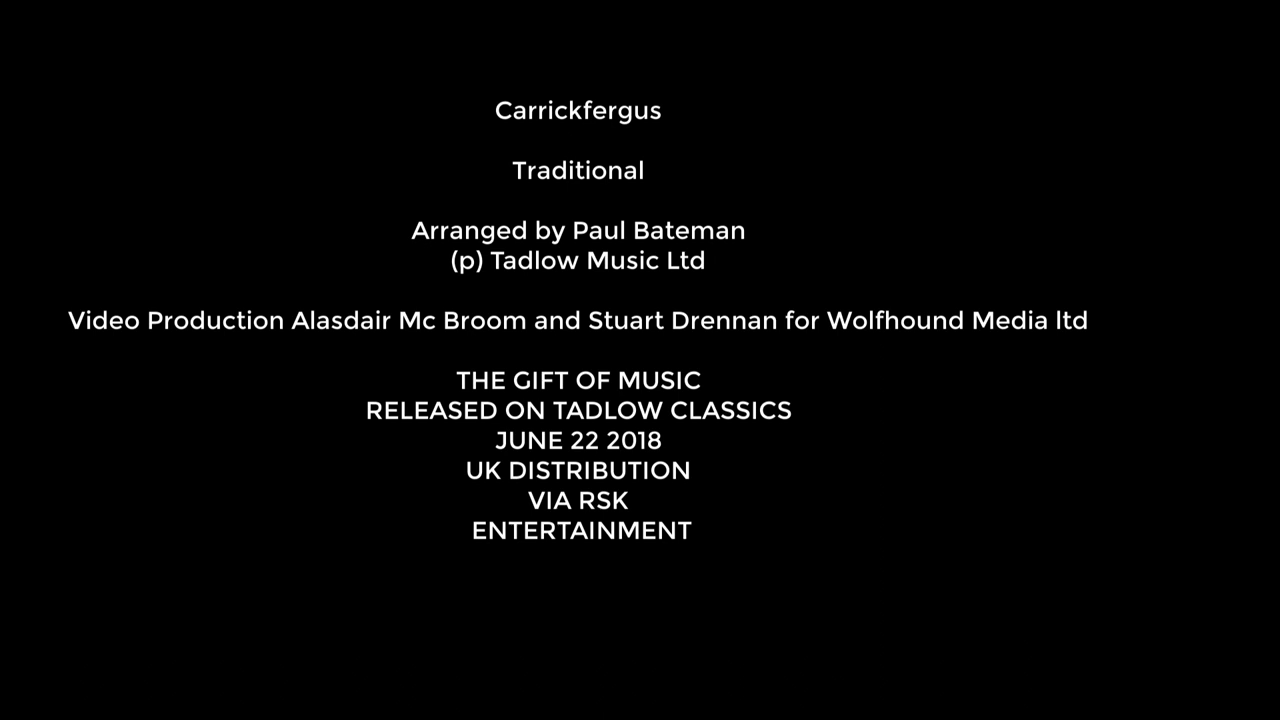 Carrickfergus
Traditional
Arranged by Paul Bateman
(p) Tadlow Music Ltd
Video Production Alasdair Mc Broom and Stuart Drennan for Wolfhound Media ltd
THE GIFT OF MUSIC
RELEASED ON TADLOW CLASSICS
JUNE 22 2018
UK DISTRIBUTION
VIA RSK
ENTERTAINMENT